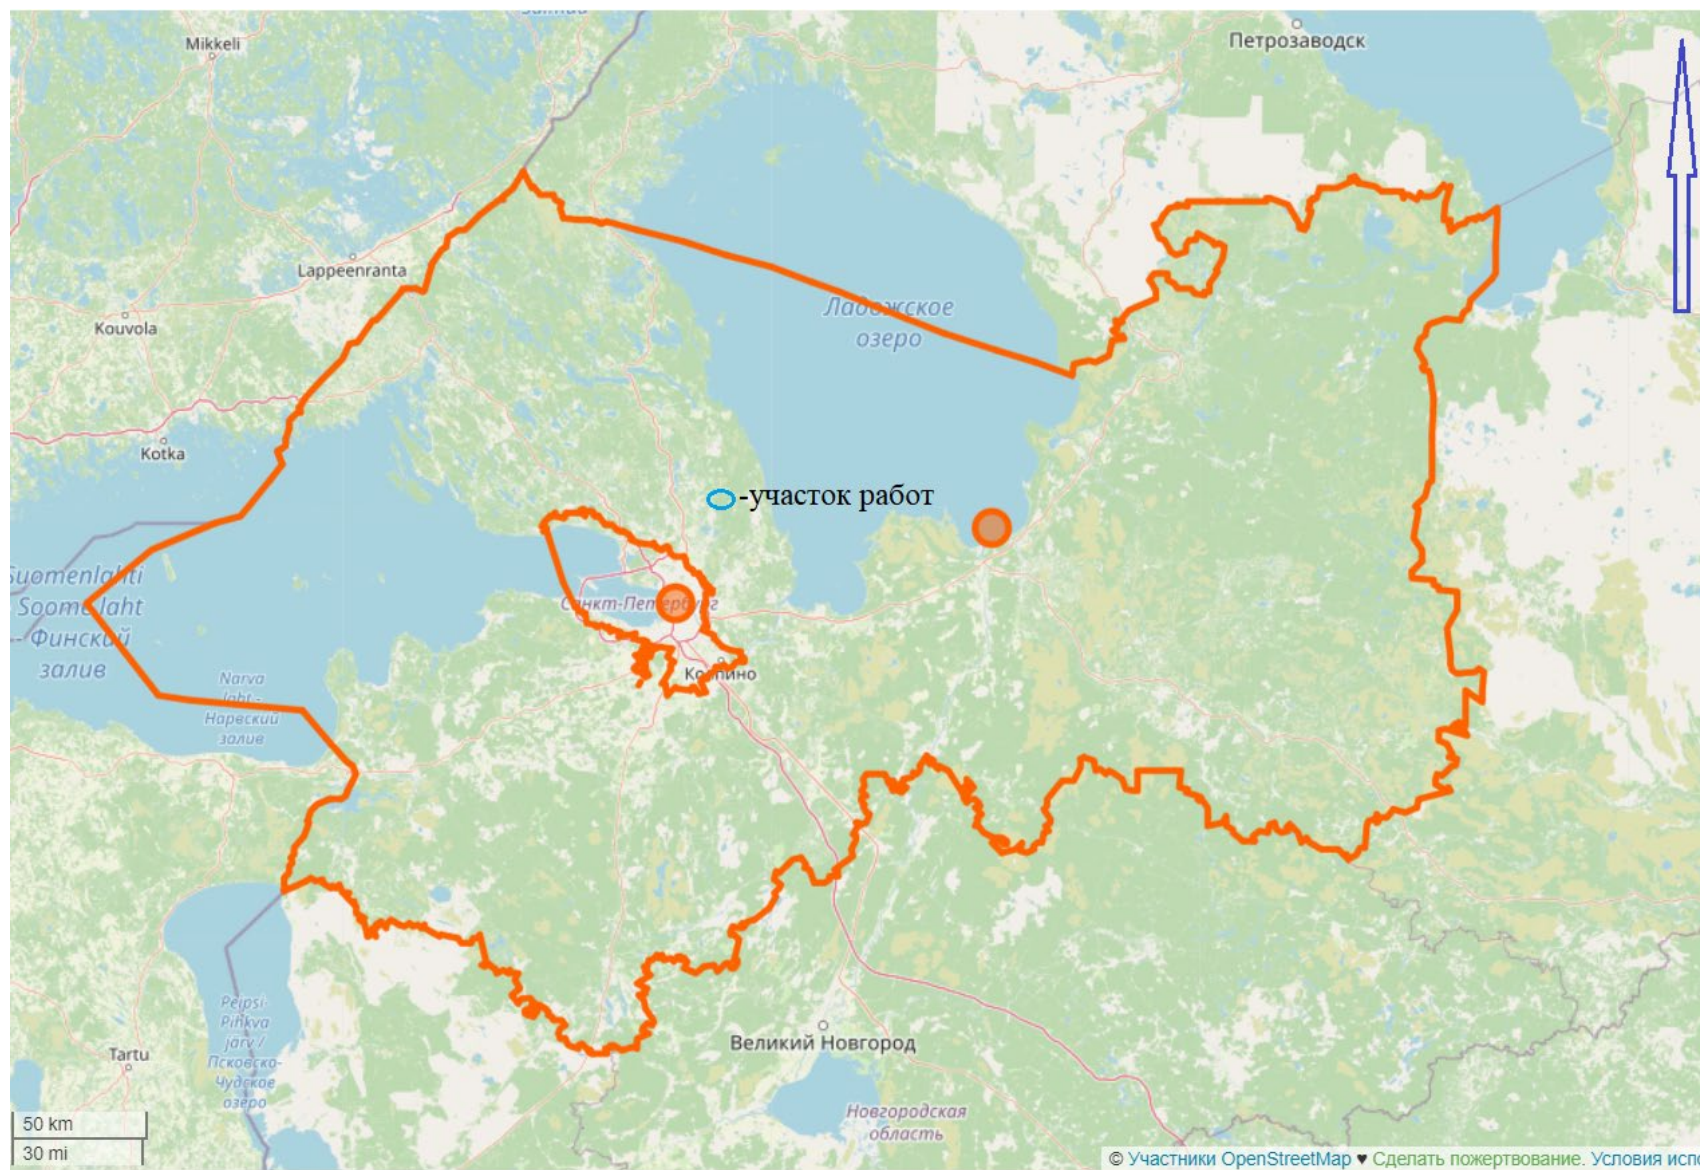 Mikkeli
Петрозаводск
Lappeenranta
Kouvola
Ладожское
озеро
Kotka
-участок работ
Suomenlahti
Soome laht
- Финский
залив
Санкт-Петербург
Колпино
Narva
laht -
Нарвский
залив
Peipsi-
Pihkva
järv /
Псковско-
Чудское
озеро
Tartu
Великий Новгород
Новгородская
область
50 km
30 mi
© Участники OpenStreetMap ♥ Сделать пожертвование. Условия испо